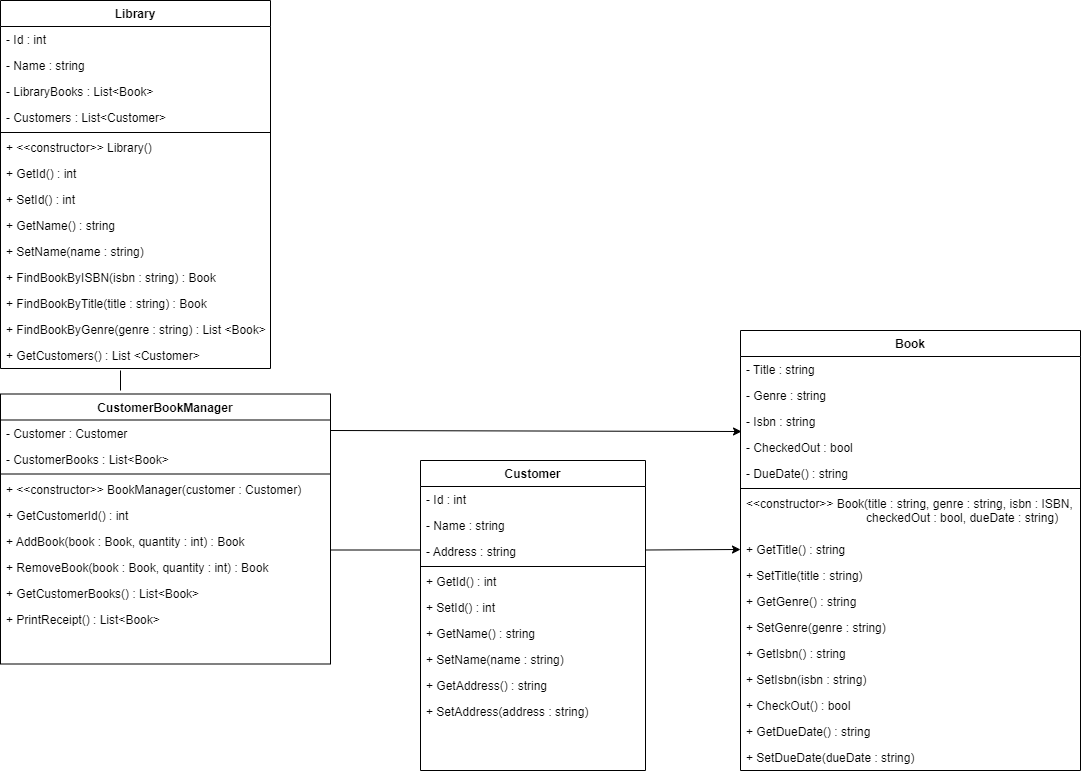 Library
- Id : int
- Name : string
- LibraryBooks : List<Book>
- Customers : List<Customer>
+ <<constructor>> Library()
+ GetId() : int
+ SetId() : int
+ GetName() : string
+ SetName(name : string)
+ FindBookByISBN(isbn : string) : Book
+ FindBookByTitle(title : string) : Book
+ FindBookByGenre(genre : string) : List <Book>
+ GetCustomers() : List <Customer>
CustomerBookManager
- Customer : Customer
- CustomerBooks : List<Book>
+ <<constructor>> BookManager(customer : Customer)
+ GetCustomerId() : int
+ AddBook(book : Book, quantity : int) : Book
+ RemoveBook(book : Book, quantity : int) : Book
+ GetCustomerBooks() : List<Book>
+ PrintReceipt() : List<Book>
Customer
- Id : int
- Name : string
- Address : string
+ GetId() : int
+ SetId() : int
+ GetName() : string
+ SetName(name : string)
+ GetAddress() : string
+ SetAddress(address : string)
Book
- Title : string
- Genre : string
- Isbn : string
- CheckedOut : bool
- DueDate() : string
<<constructor>> Book(title : string, genre : string, isbn : ISBN,
checkedOut : bool, dueDate : string)
+ GetTitle() : string
+ SetTitle(title : string)
+ GetGenre() : string
+ SetGenre(genre : string)
+ GetIsbn() : string
+ SetIsbn(isbn : string)
+ CheckOut() : bool
+ GetDueDate() : string
+ SetDueDate(dueDate : string)